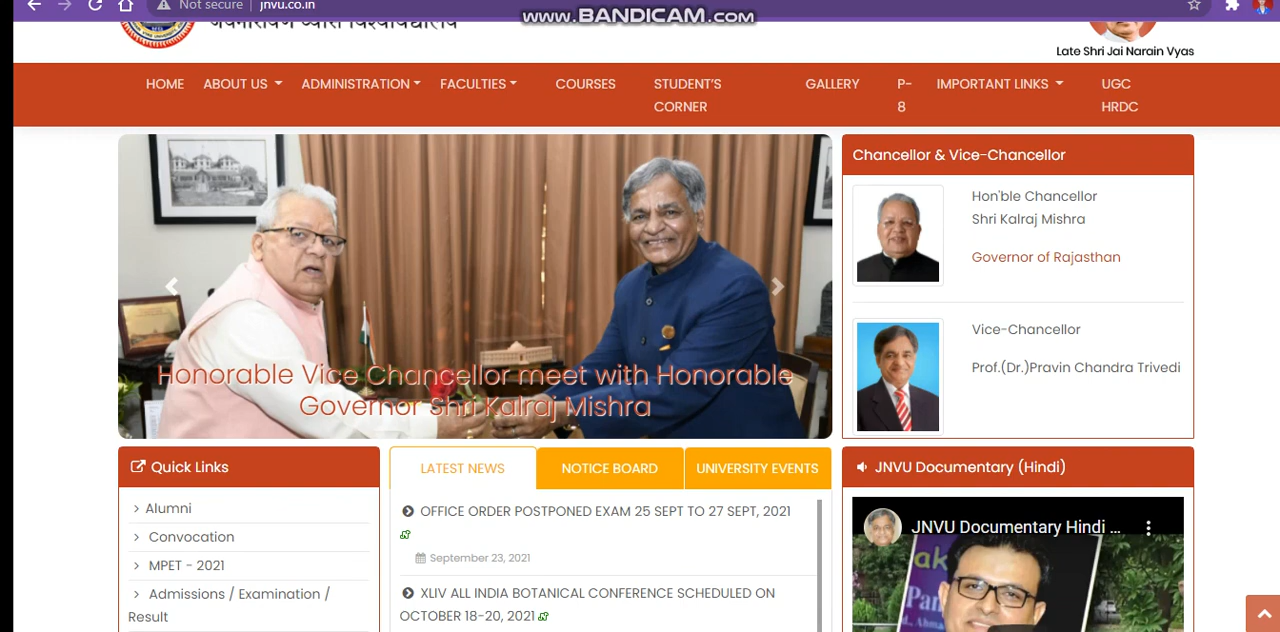 Not secure
jnvu.co.in
www.BANDICAM.com
जयनारायण व्यास विश्वविद्यालय
Late Shri Jai Narain Vyas
HOME
ABOUT US
ADMINISTRATION
FACULTIES
COURSES
STUDENT'S
CORNER
GALLERY
P-
8
IMPORTANT LINKS
UGC
HRDC
Honorable Vice Chancellor meet with Honorable
Governor Shri Kalraj Mishra
Chancellor & Vice-Chancellor
Hon'ble Chancellor
Shri Kalraj Mishra
Governor of Rajasthan
Vice-Chancellor
Prof.(Dr.)Pravin Chandra Trivedi
Quick Links
Alumni
Convocation
MPET - 2021
Admissions / Examination /
Result
LATEST NEWS
NOTICE BOARD
UNIVERSITY EVENTS
OFFICE ORDER POSTPONED EXAM 25 SEPT TO 27 SEPT, 2021
September 23, 2021
XLIV ALL INDIA BOTANICAL CONFERENCE SCHEDULED ON
OCTOBER 18-20, 2021
JNVU Documentary (Hindi)
JNVU Documentary Hindi ...